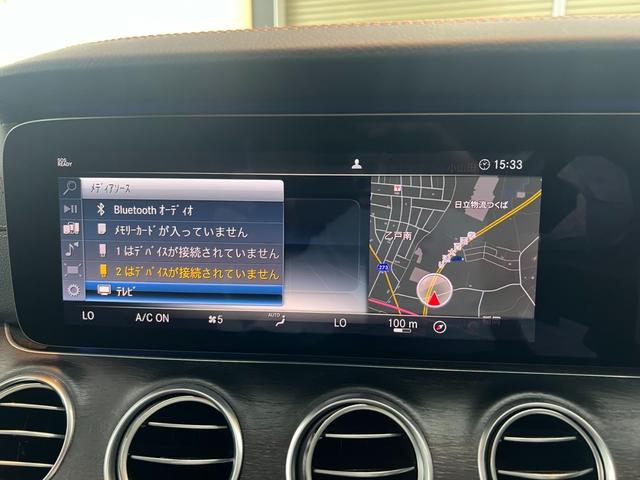 SOS
READY
15:33
メディアソース
Bluetooth オーディオ
メモリーカードが入っていません
1 はデバイスが接続されていません
2 はデバイスが接続されていません
テレビ
日立物流つくば
乙戸南
273
LO
A/C ON
5
AUTO
LO
100 m